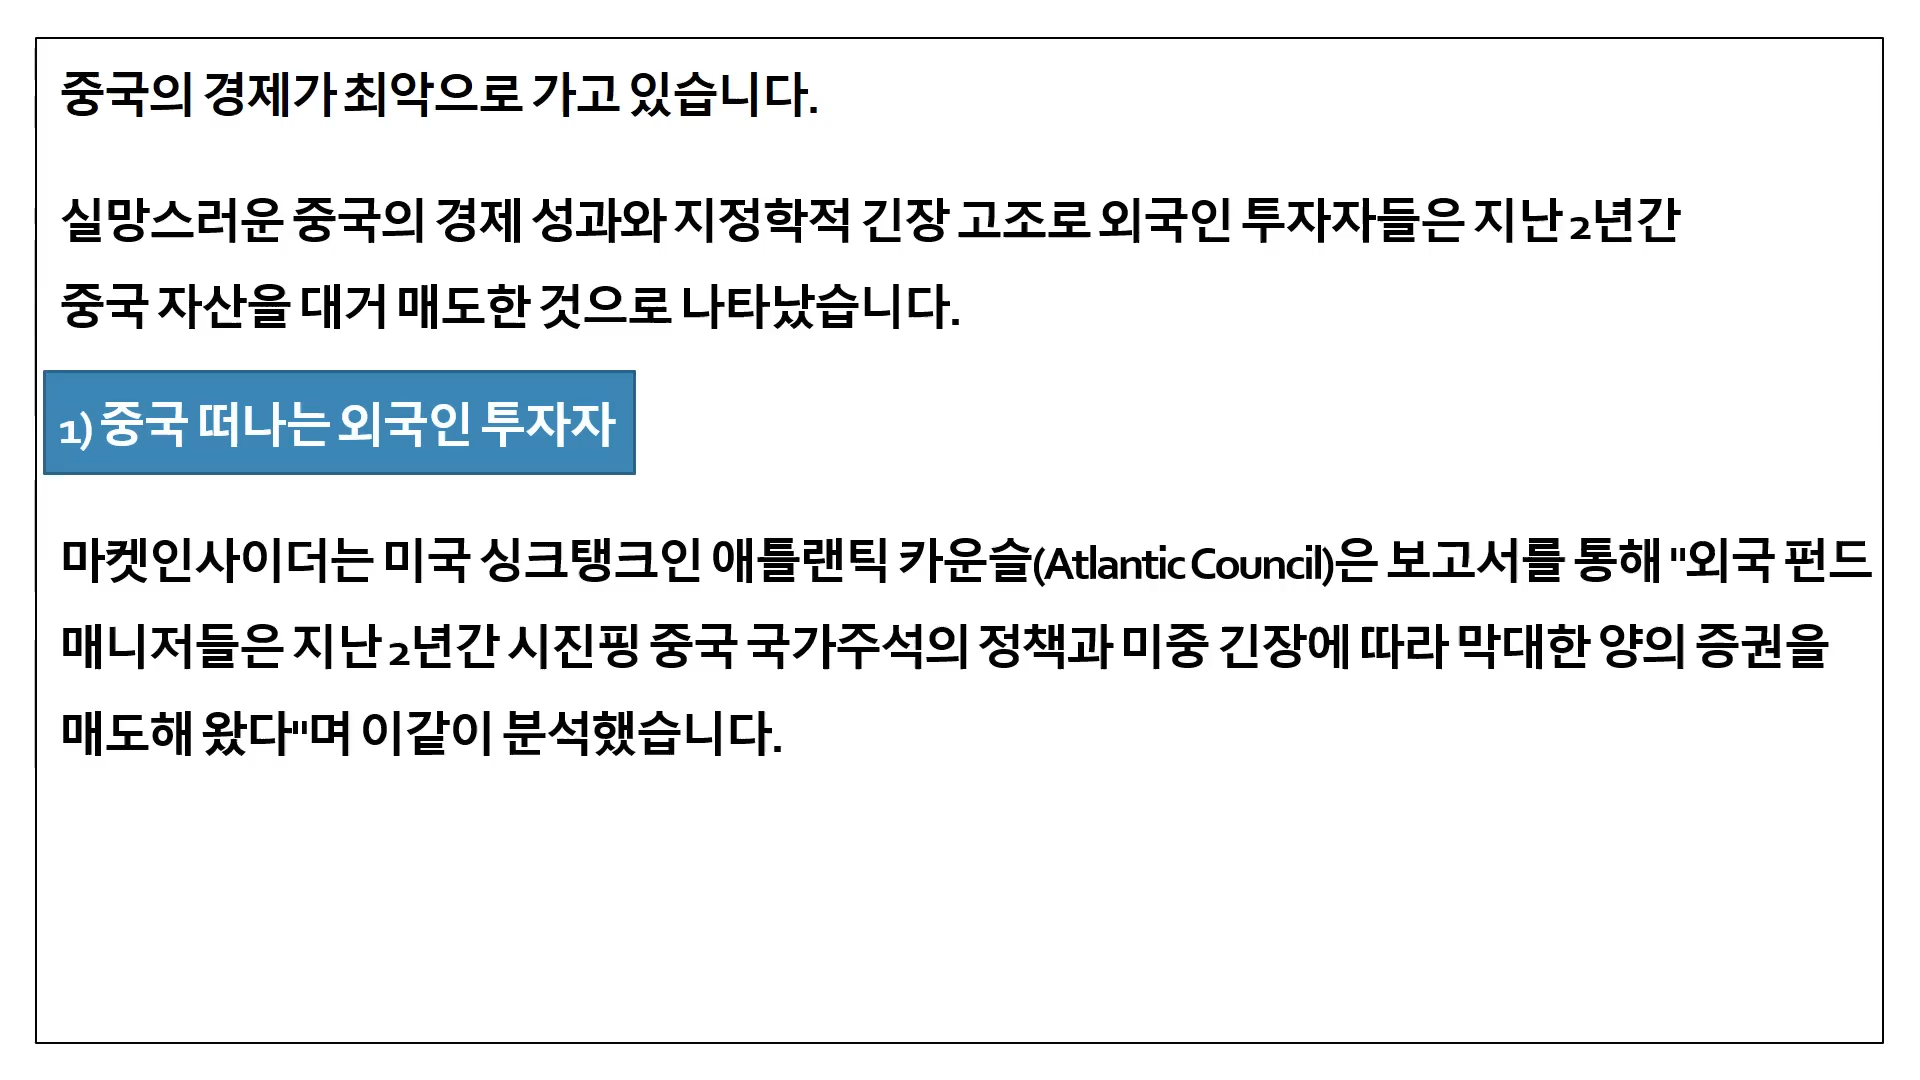 중국의 경제가 최악으로 가고 있습니다.
실망스러운 중국의 경제 성과와 지정학적 긴장 고조로 외국인 투자자들은 지난 2년간
중국 자산을 대거 매도한 것으로 나타났습니다.
1) 중국 떠나는 외국인 투자자
마켓인사이더는 미국 싱크탱크인 애틀랜틱 카운슬(Atlantic Council)은 보고서를 통해 "외국 펀드
매니저들은 지난 2년간 시진핑 중국 국가주석의 정책과 미중 긴장에 따라 막대한 양의 증권을
매도해 왔다"며 이같이 분석했습니다.